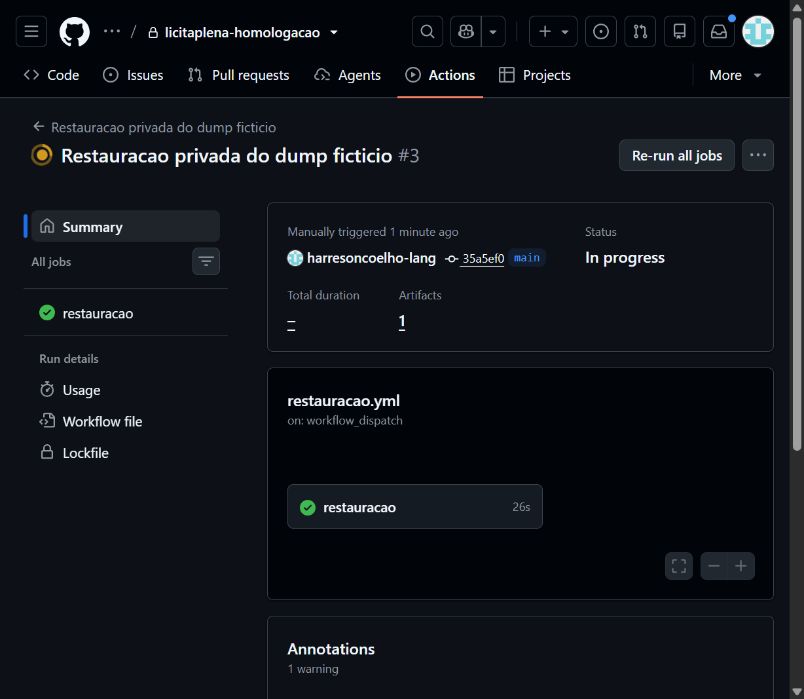 ··· / licitaplena-homologacao
Code Issues Pull requests Agents Actions Projects More
Restauracao privada do dump ficticio
Restauracao privada do dump ficticio #3
Re-run all jobs
Summary
All jobs
restauracao
Run details
Usage
Workflow file
Lockfile
Manually triggered 1 minute ago
harresoncoelho-lang 35a5ef0 main
Status
In progress
Total duration
–
Artifacts
1
restauracao.yml
on: workflow_dispatch
restauracao 26s
Annotations
1 warning